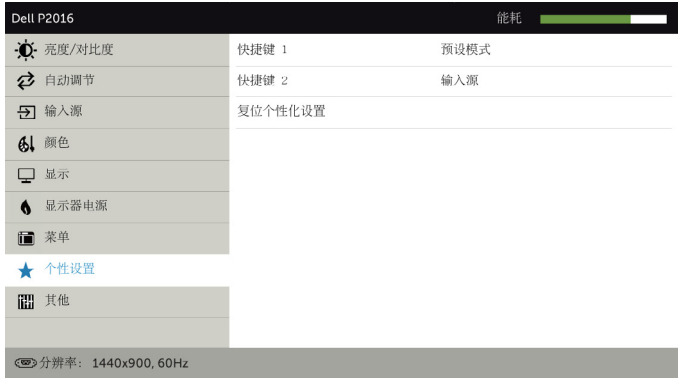 Dell P2016 能耗
亮度/对比度 快捷键 1 预设模式
自动调节 快捷键 2 输入源
输入源 复位个性化设置
颜色
显示
显示器电源
菜单
个性设置
其他
分辨率： 1440x900, 60Hz